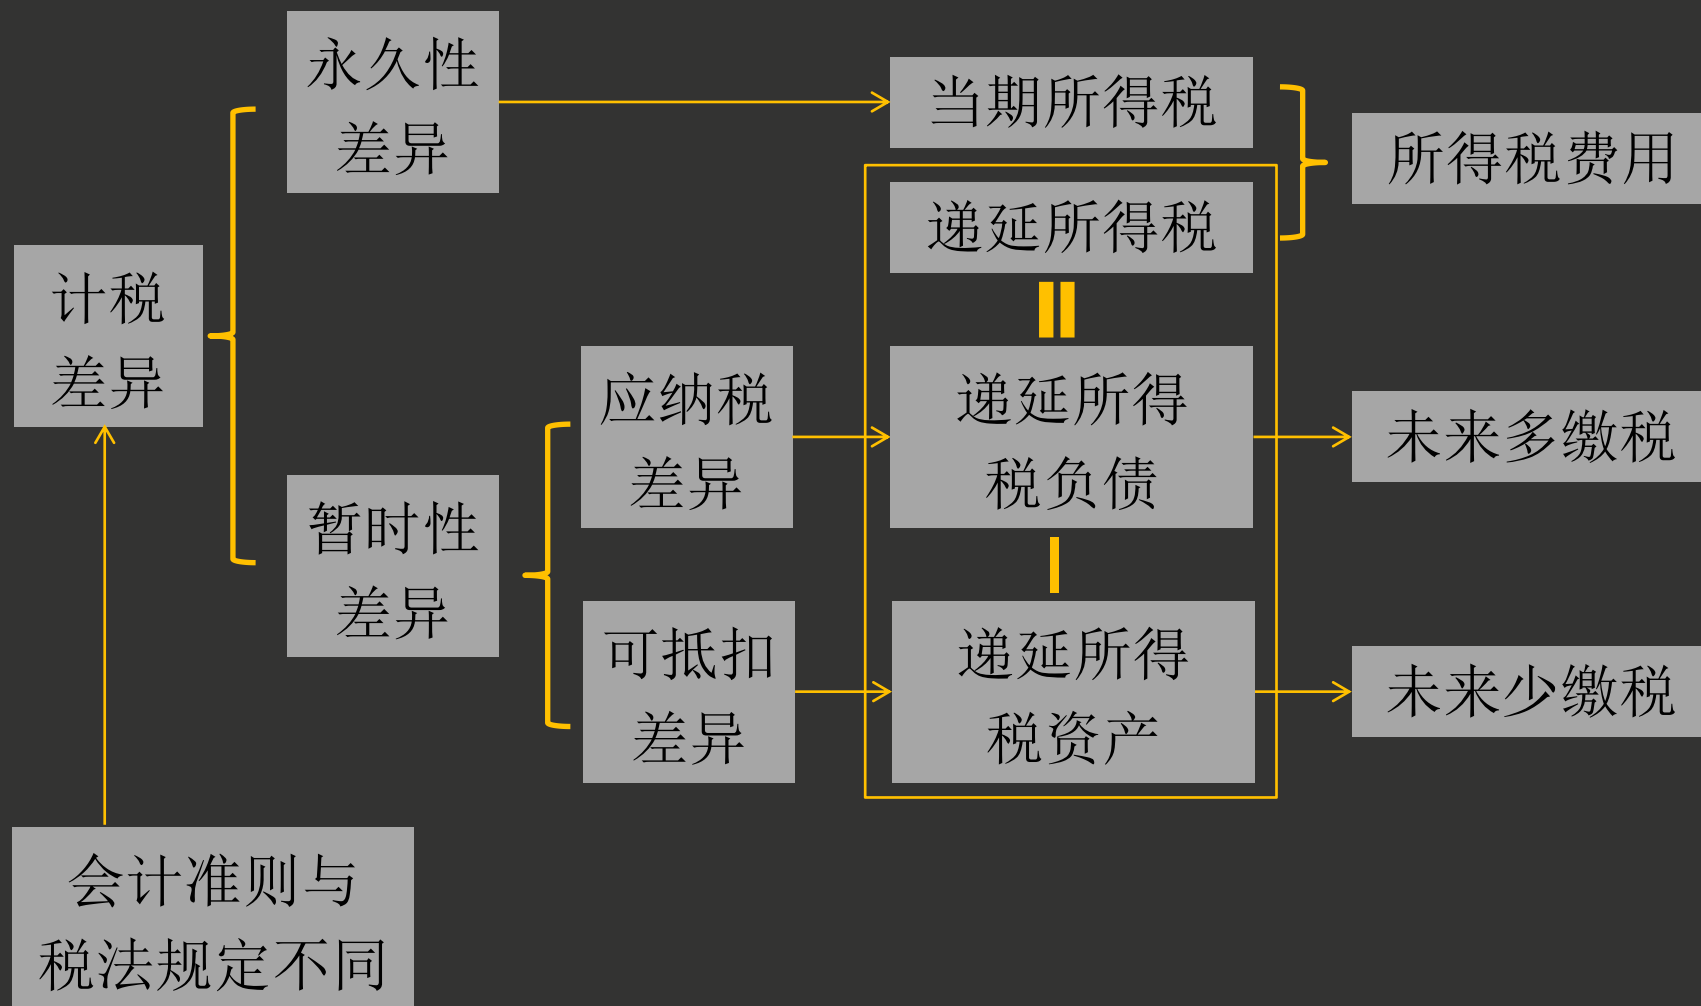 永久性
差异
当期所得税
所得税费用
递延所得税
计税
差异
应纳税
差异
递延所得
税负债
未来多缴税
暂时性
差异
可抵扣
差异
递延所得
税资产
未来少缴税
会计准则与
税法规定不同